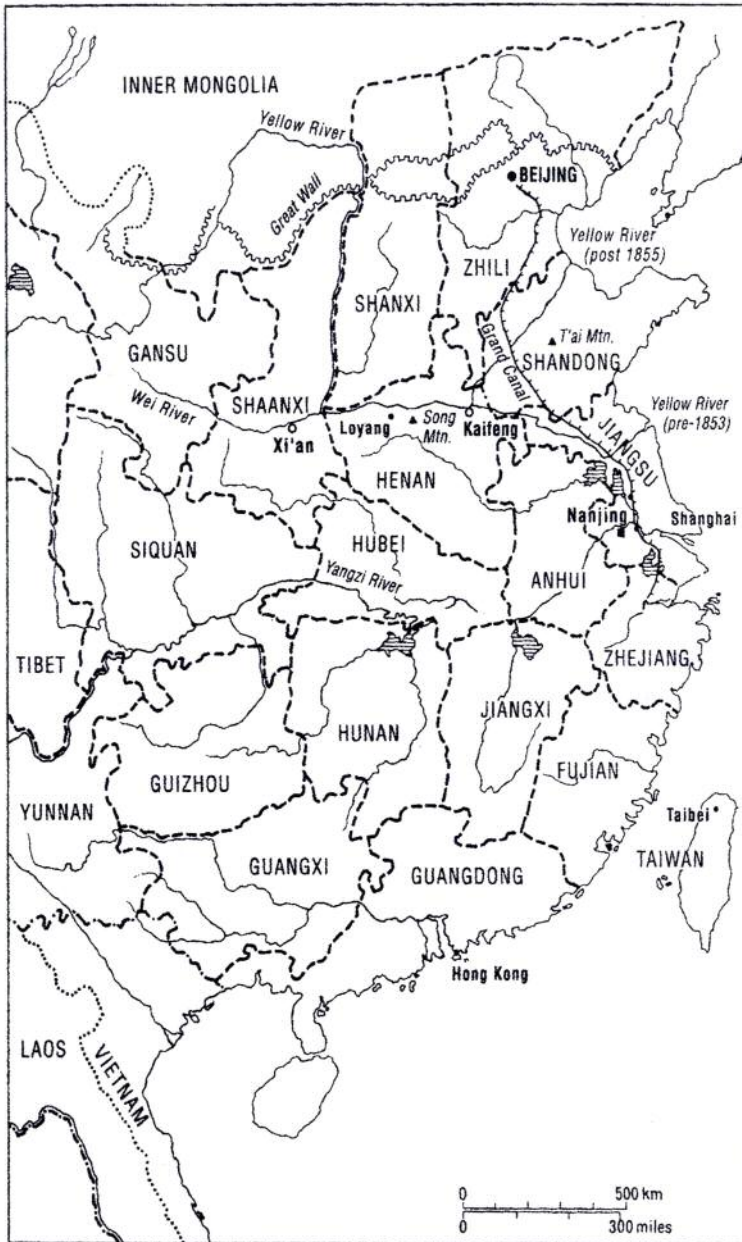 INNER MONGOLIA
Yellow River
Great Wall
BEIJING
ZHILI
Yellow River
(post 1855)
SHANXI
T'ai Mtn.
SHANDONG
Grand Canal
GANSU
Wei River
SHAANXI
Xi'an
Loyang
Song
Mtn.
Kaifeng
Yellow River
(pre-1853)
JIANGSU
HENAN
Nanjing
Shanghai
SIQUAN
HUBEI
Yangzi River
ANHUI
TIBET
ZHEJIANG
JIANGXI
HUNAN
GUIZHOU
FUJIAN
YUNNAN
Taibei
TAIWAN
GUANGXI
GUANGDONG
Hong Kong
LAOS
VIETNAM
0
500 km
0
300 miles